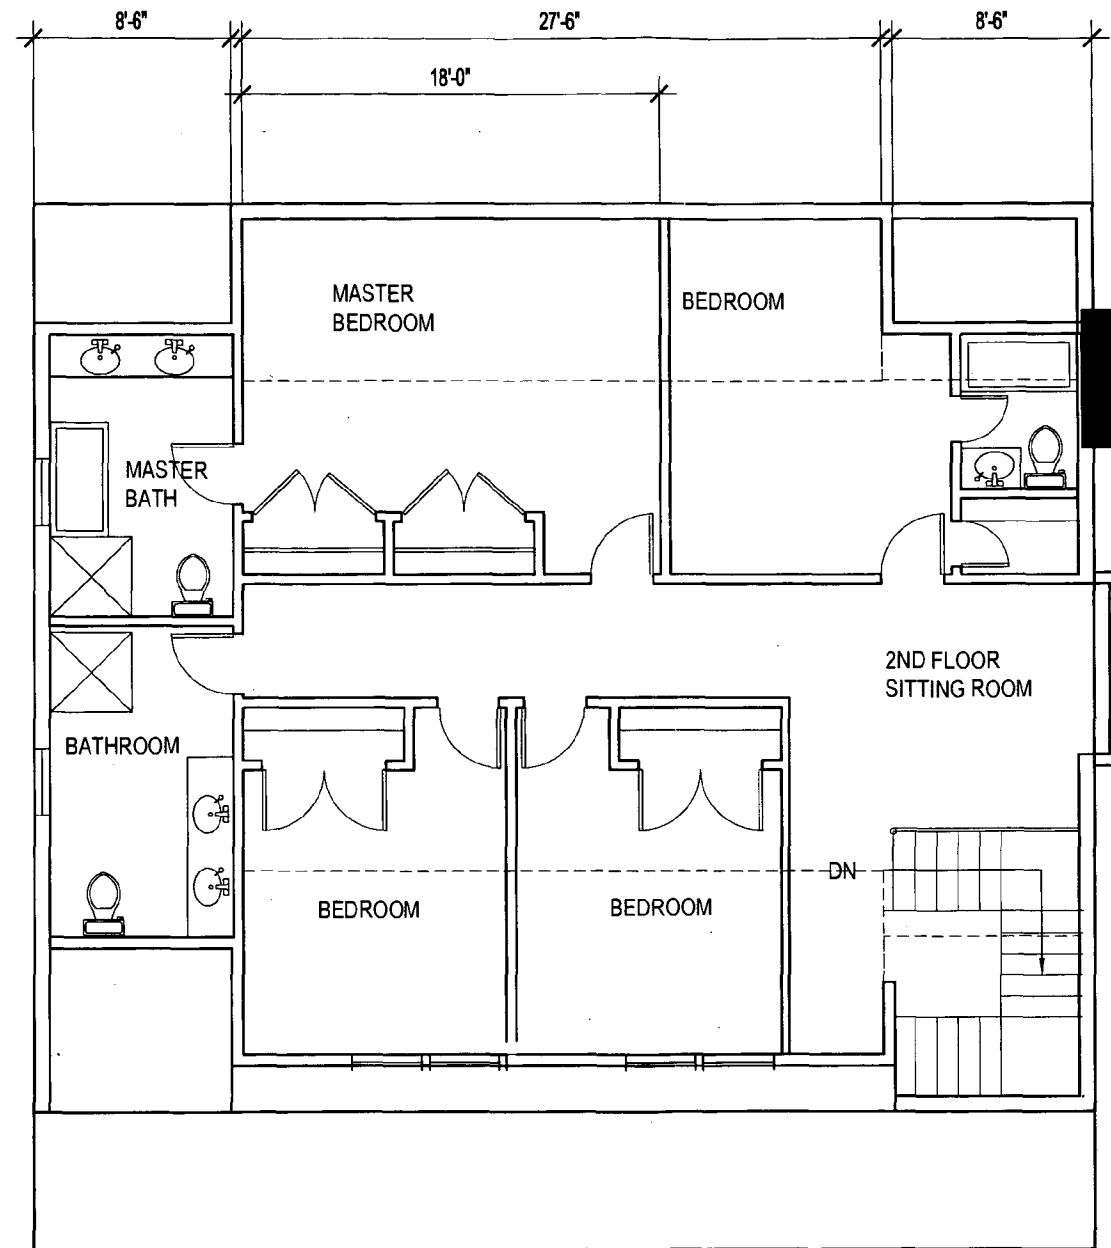 8'-6"
27'-6"
8'-6"
18'-0"
MASTER
BEDROOM
BEDROOM
MASTER
BATH
2ND FLOOR
SITTING ROOM
BATHROOM
DN
BEDROOM
BEDROOM